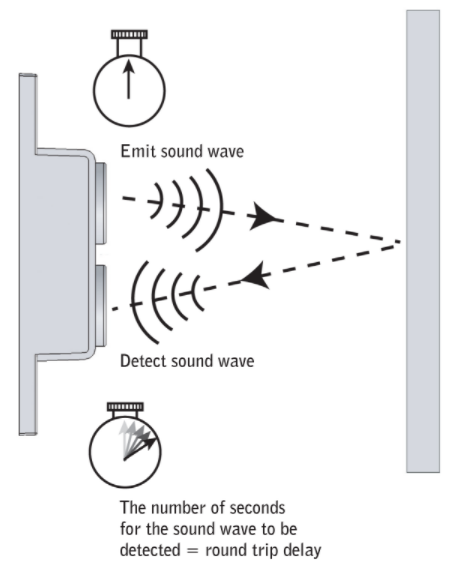 Emit sound wave
Detect sound wave
The number of seconds
for the sound wave to be
detected = round trip delay